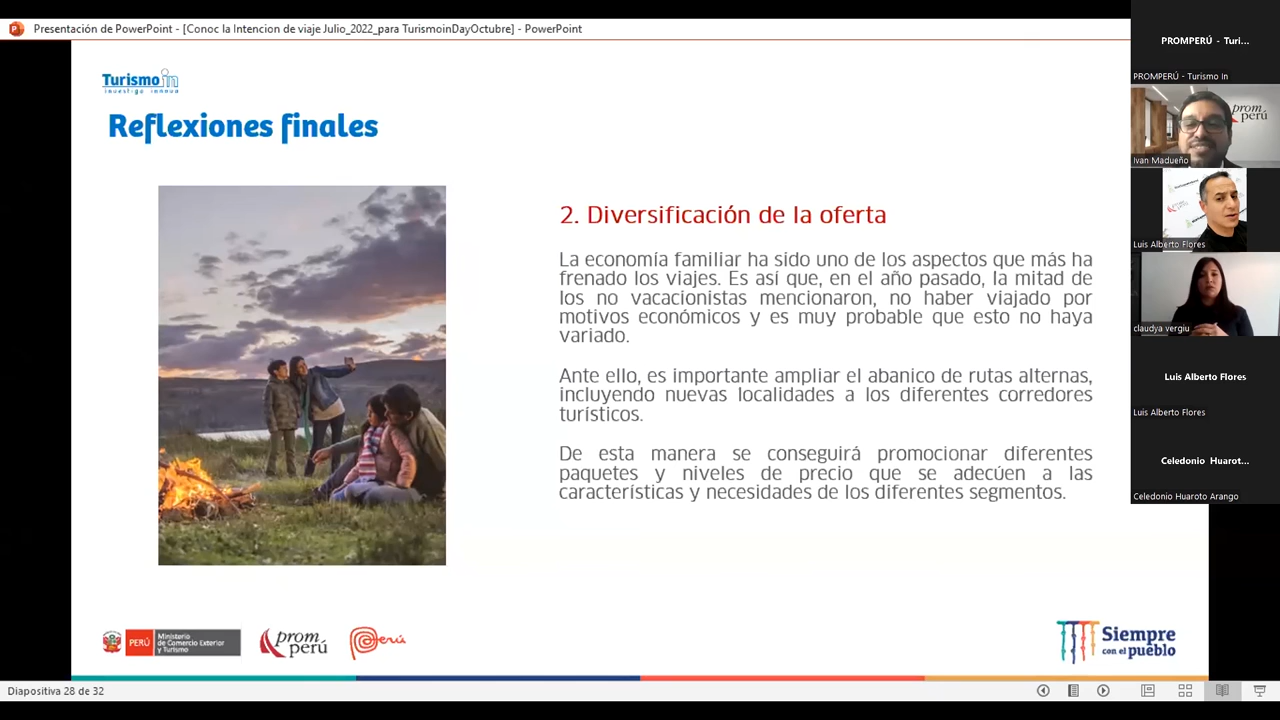 Presentación de PowerPoint - [Conoc la Intencion de viaje Julio_2022_para TurismoinDayOctubre] - PowerPoint
Turismo in
investiga innova
Reflexiones finales
2. Diversificación de la oferta
La economía familiar ha sido uno de los aspectos que más ha
frenado los viajes. Es así que, en el año pasado, la mitad de
los no vacacionistas mencionaron, no haber viajado por
motivos económicos y es muy probable que esto no haya
variado.
Ante ello, es importante ampliar el abanico de rutas alternas,
incluyendo nuevas localidades a los diferentes corredores
turísticos.
De esta manera se conseguirá promocionar diferentes
paquetes y niveles de precio que se adecúen a las
características y necesidades de los diferentes segmentos.
PERÚ
Ministerio
de Comercio Exterior
y Turismo
prom
perú
Perú
Siempre
con el pueblo
Diapositiva 28 de 32
PROMPERÚ - Turi...
PROMPERÚ - Turismo In
prom
perú
Ivan Madueño
Luis Alberto Flores
claudya vergiu
Luis Alberto Flores
Luis Alberto Flores
Celedonio Huarot...
Celedonio Huaroto Arango